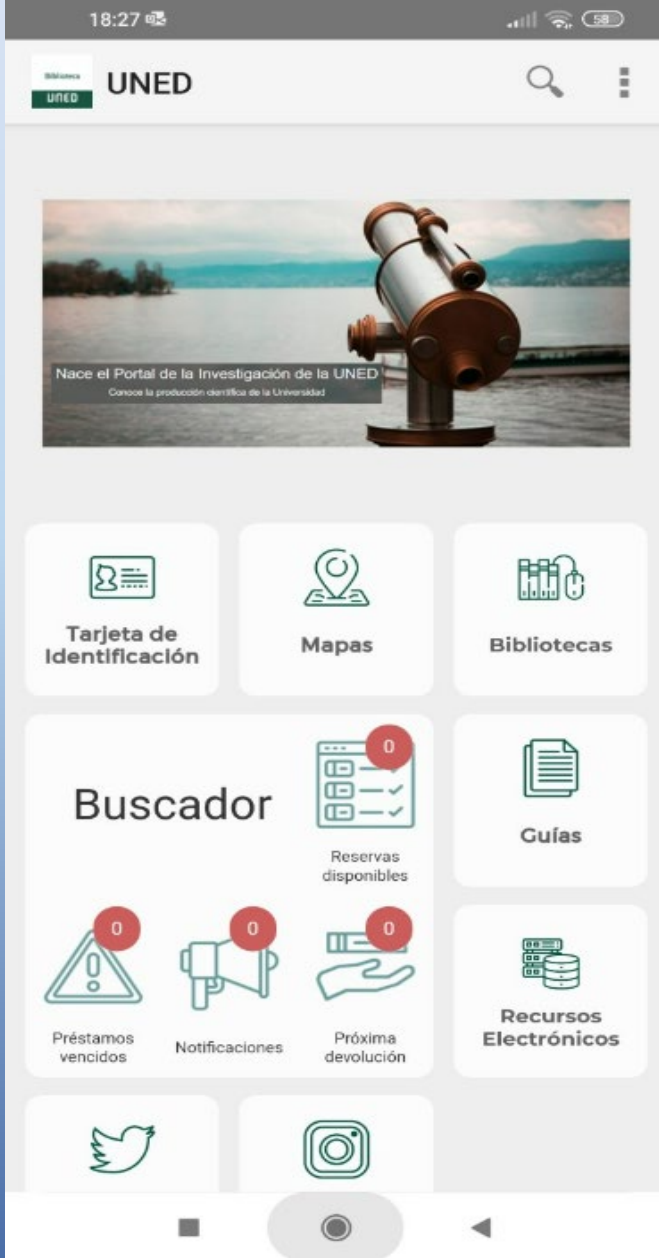 18:27
58
Biblioteca
UNED
UNED
Nace el Portal de la Investigación de la UNED
Conoce la producción científica de la Universidad
Tarjeta de
Identificación
Mapas
Bibliotecas
Buscador
0
Reservas
disponibles
Guías
0
Préstamos
vencidos
0
Notificaciones
0
Próxima
devolución
Recursos
Electrónicos